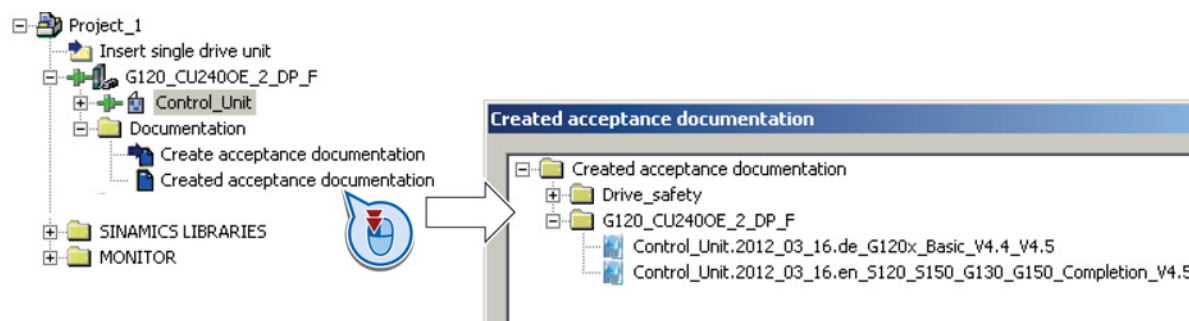 Project_1
Insert single drive unit
G120_CU240OE_2_DP_F
Control_Unit
Documentation
Create acceptance documentation
Created acceptance documentation
SINAMICS LIBRARIES
MONITOR
Created acceptance documentation
Created acceptance documentation
Drive_safety
G120_CU240OE_2_DP_F
Control_Unit.2012_03_16.de_G120x_Basic_V4.4_V4.5
Control_Unit.2012_03_16.en_S120_S150_G130_G150_Completion_V4.5